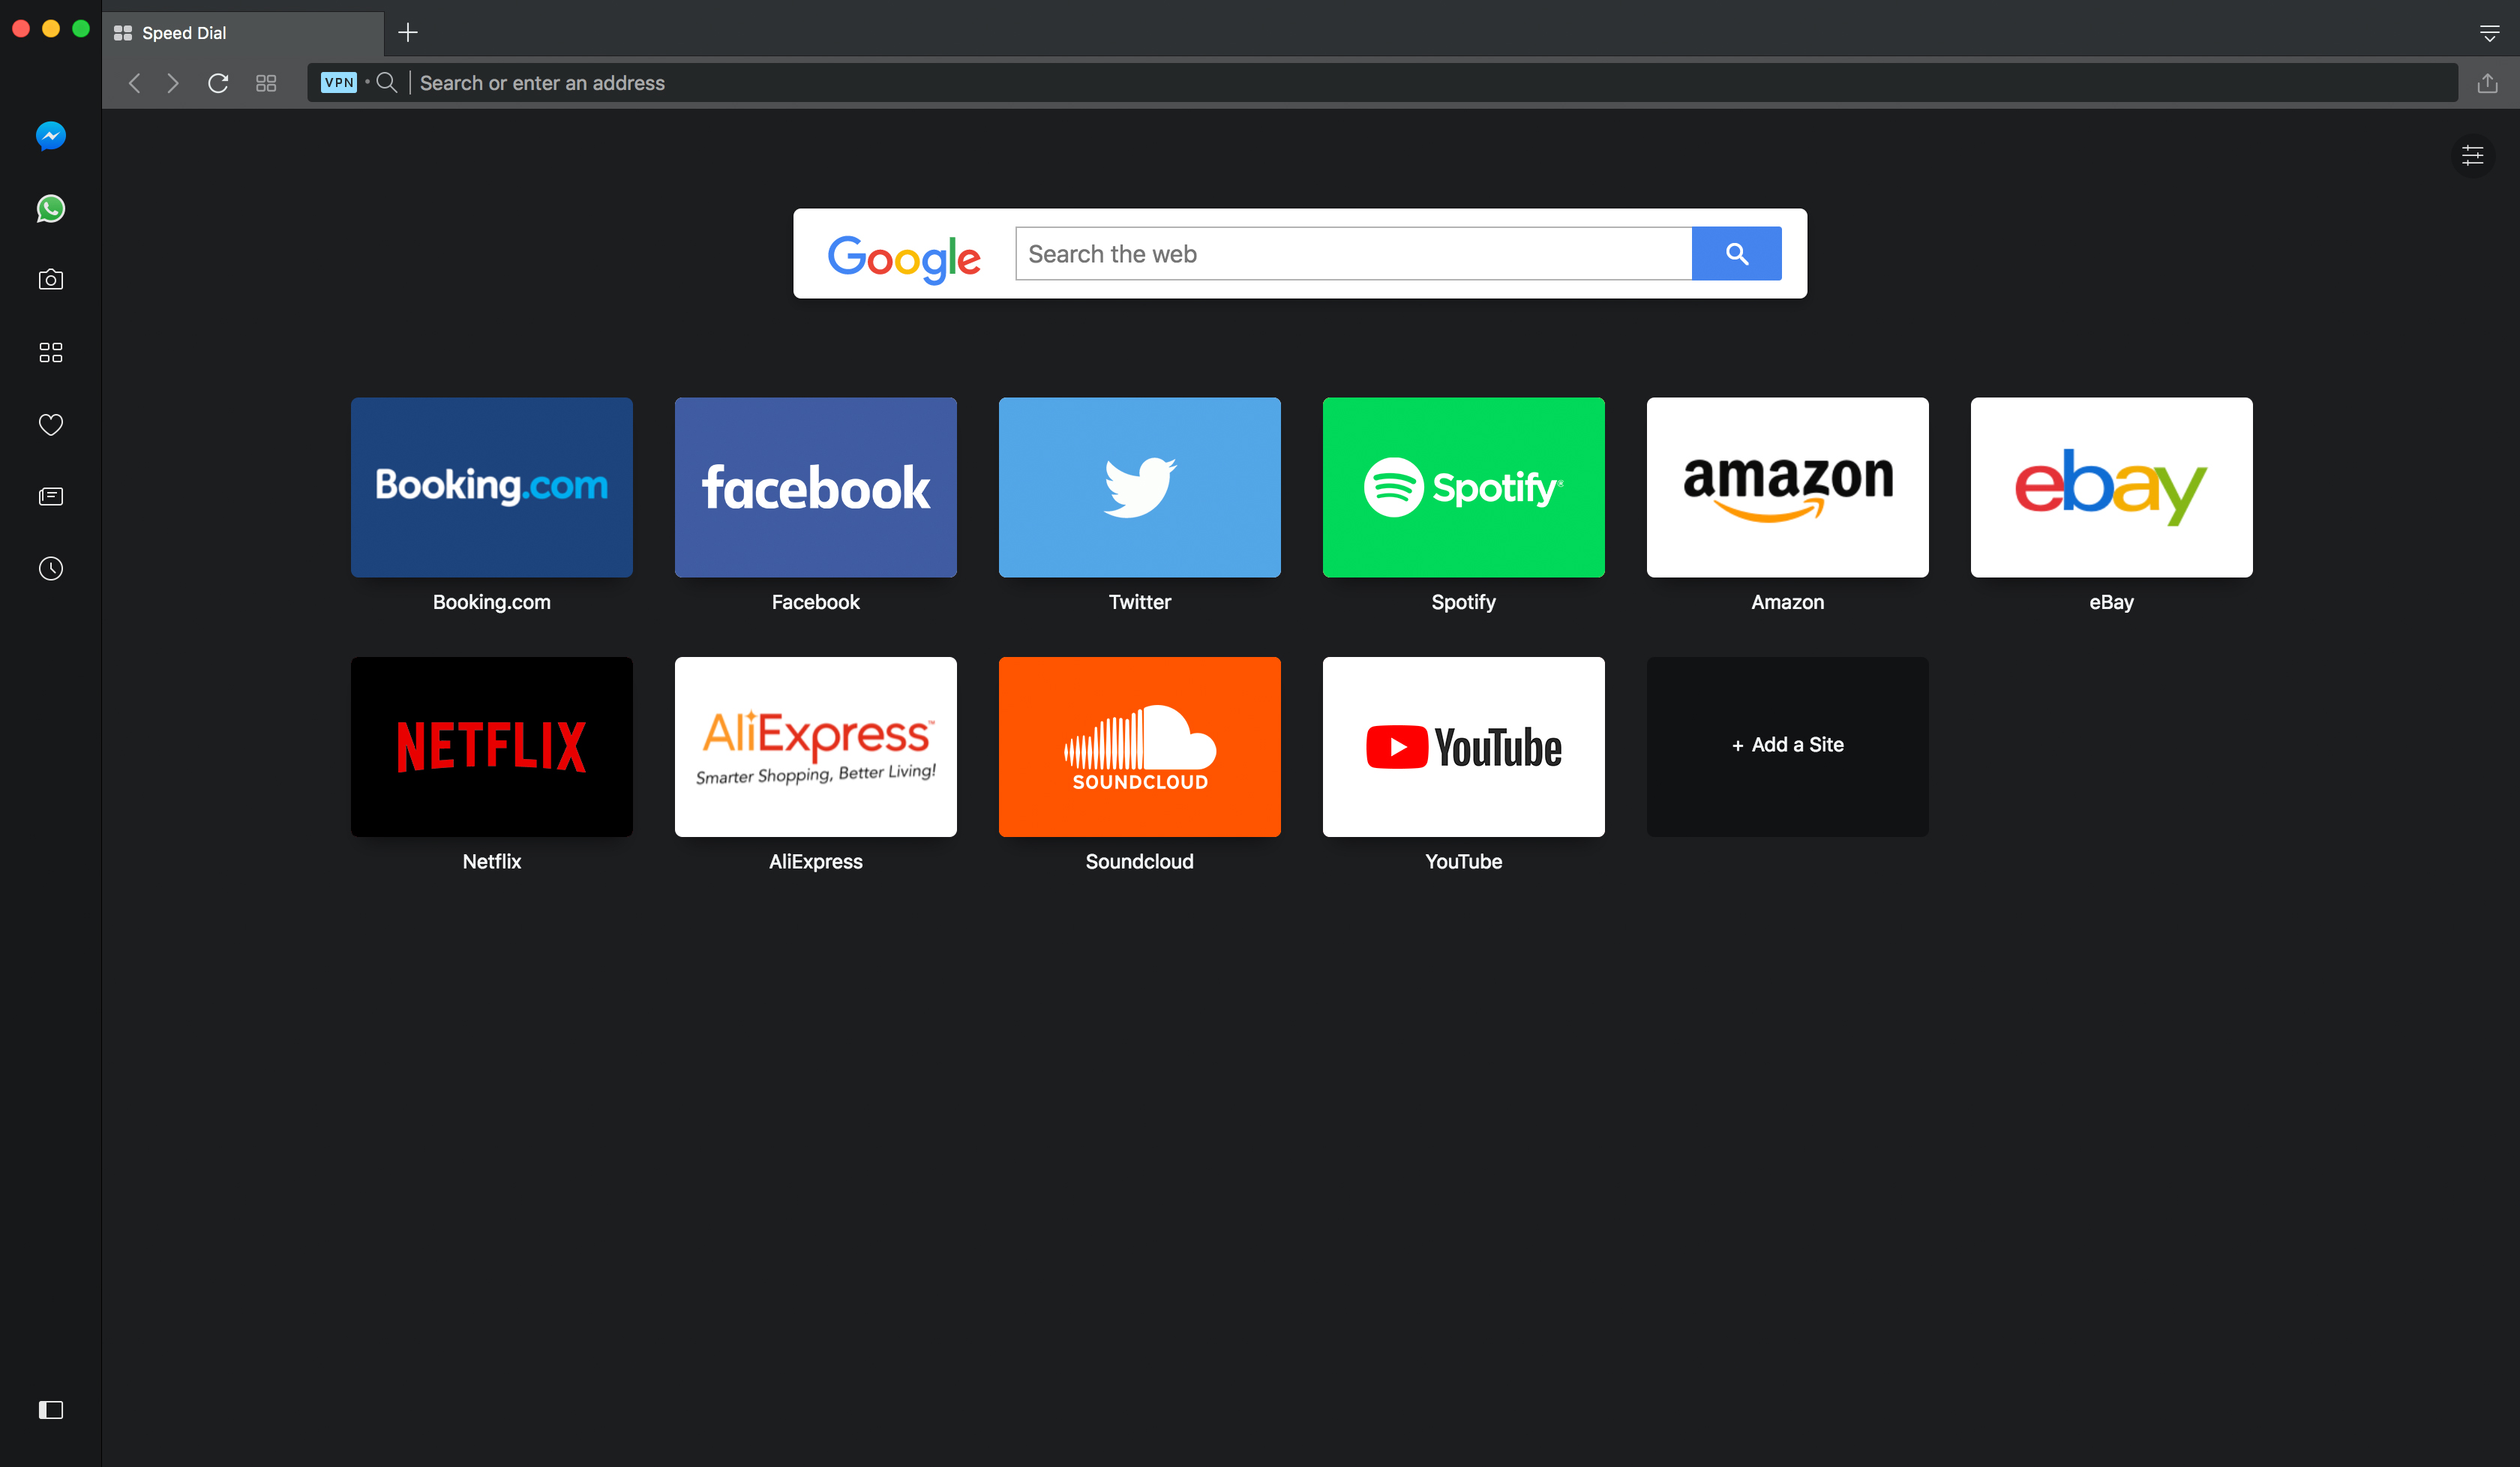 Speed Dial
VPN Search or enter an address
Google Search the web
Booking.com facebook Spotify® amazon ebay
Booking.com Facebook Twitter Spotify Amazon eBay
NETFLIX AliExpress™ SOUNDCLOUD YouTube + Add a Site
Smarter Shopping, Better Living!
Netflix AliExpress Soundcloud YouTube